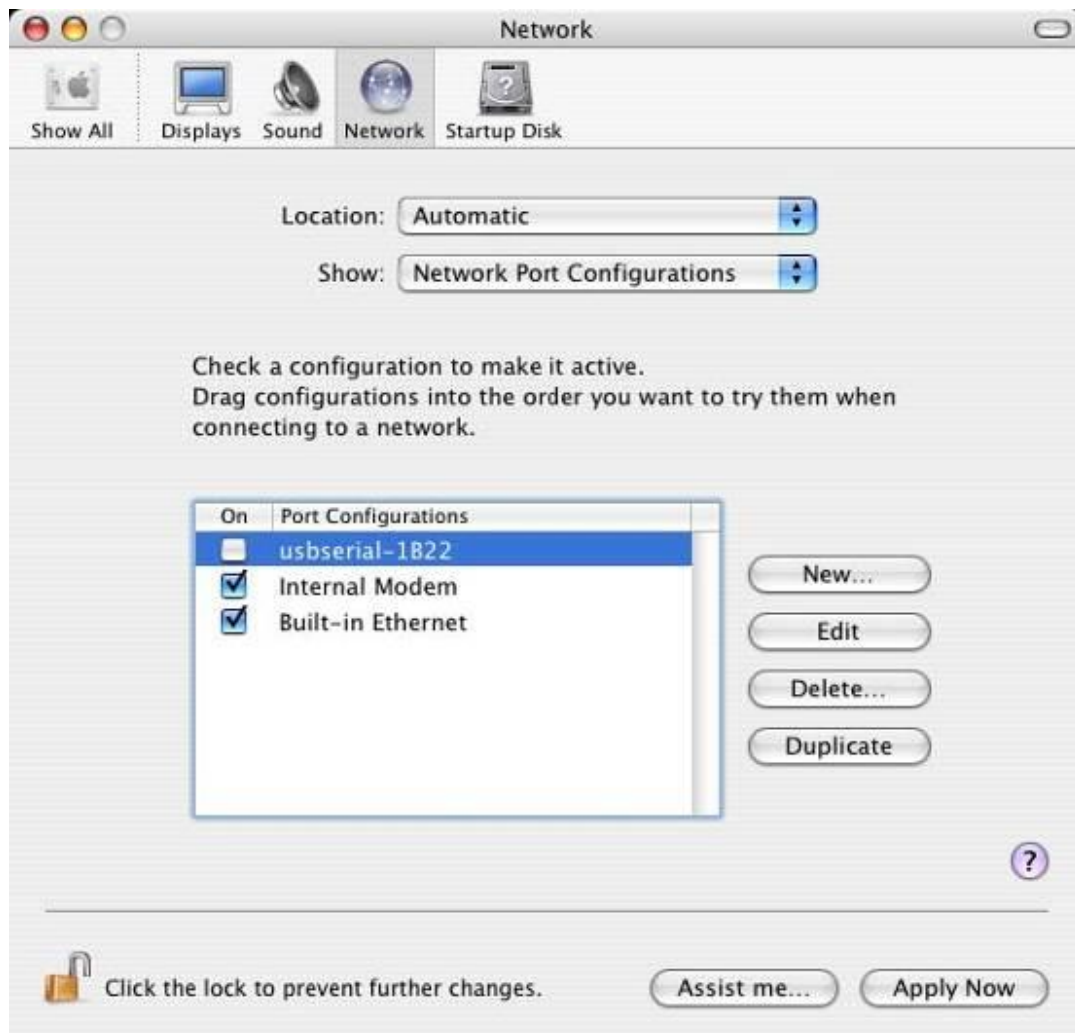 Network
Show All Displays Sound Network Startup Disk
Location: Automatic
Show: Network Port Configurations
Check a configuration to make it active.
Drag configurations into the order you want to try them when
connecting to a network.
On Port Configurations
usbserial-1B22
Internal Modem
Built-in Ethernet
New...
Edit
Delete...
Duplicate
?
Click the lock to prevent further changes. Assist me... Apply Now